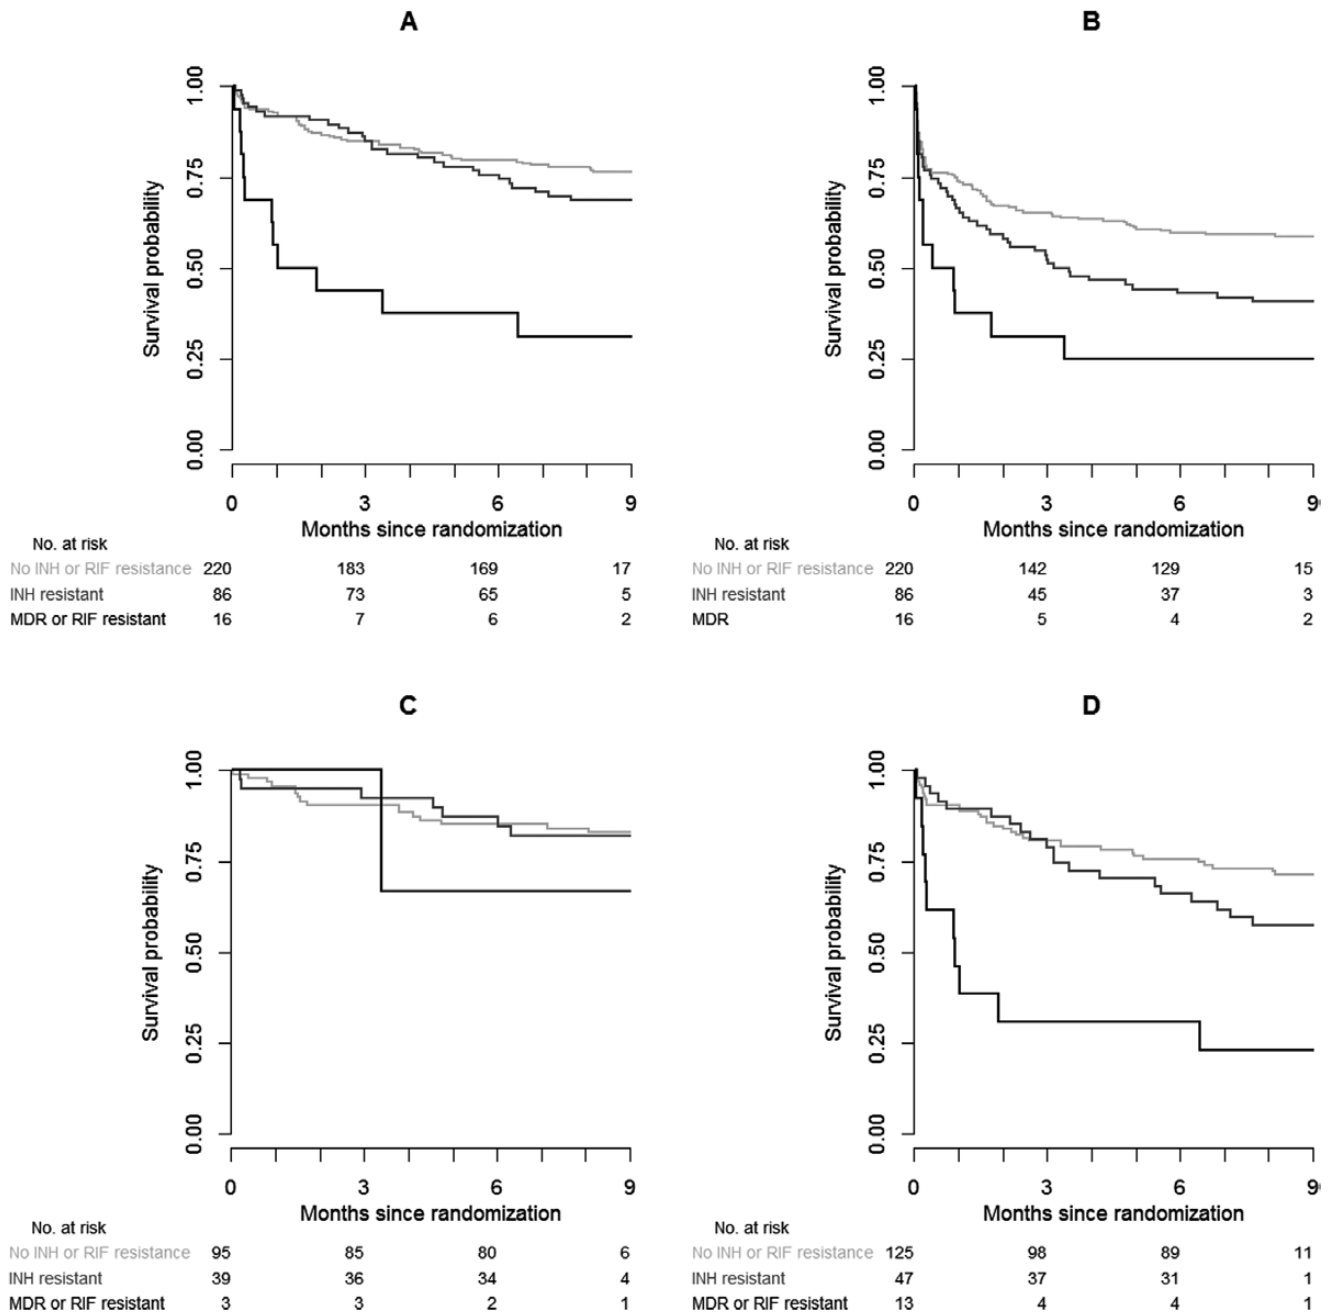 A
Survival probability
1.00
0.75
0.50
0.25
0.00
0 3 6 9
Months since randomization
No. at risk
No INH or RIF resistance 220 183 169 17
INH resistant 86 73 65 5
MDR or RIF resistant 16 7 6 2
B
Survival probability
1.00
0.75
0.50
0.25
0.00
0 3 6 9
Months since randomization
No. at risk
No INH or RIF resistance 220 142 129 15
INH resistant 86 45 37 3
MDR 16 5 4 2
C
Survival probability
1.00
0.75
0.50
0.25
0.00
0 3 6 9
Months since randomization
No. at risk
No INH or RIF resistance 95 85 80 6
INH resistant 39 36 34 4
MDR or RIF resistant 3 3 2 1
D
Survival probability
1.00
0.75
0.50
0.25
0.00
0 3 6 9
Months since randomization
No. at risk
No INH or RIF resistance 125 98 89 11
INH resistant 47 37 31 1
MDR or RIF resistant 13 4 4 1